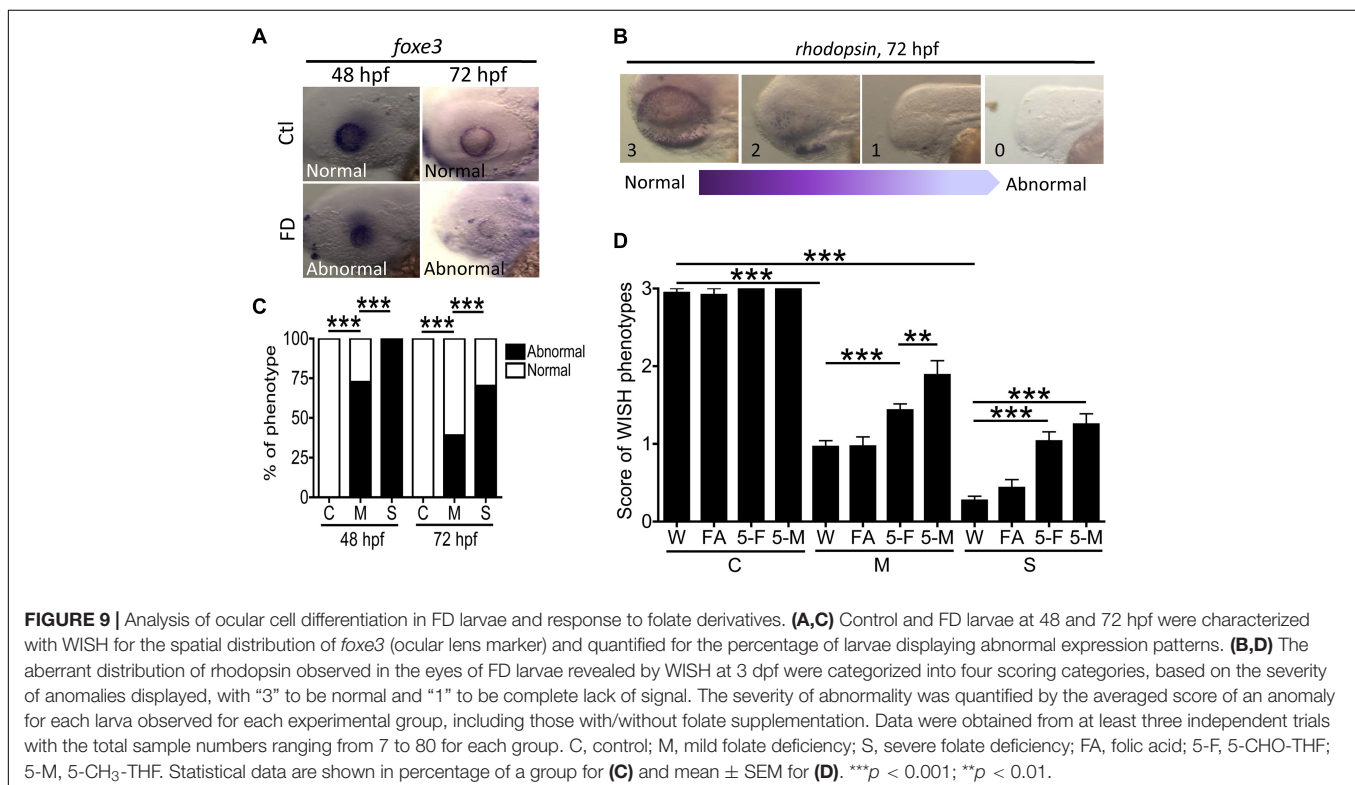 A
foxe3
48 hpf 72 hpf
Ctl
Normal Normal
FD
Abnormal Abnormal
B
rhodopsin, 72 hpf
3 2 1 0
Normal Abnormal
C
*** *** *** ***
% of phenotype
100
75
50
25
0
C M S C M S
48 hpf 72 hpf
Abnormal
Normal
D
***
***
*** **
***
***
Score of WISH phenotypes
3
2
1
0
W FA 5-F 5-M W FA 5-F 5-M W FA 5-F 5-M
C M S
FIGURE 9 | Analysis of ocular cell differentiation in FD larvae and response to folate derivatives. (A,C) Control and FD larvae at 48 and 72 hpf were characterized
with WISH for the spatial distribution of foxe3 (ocular lens marker) and quantified for the percentage of larvae displaying abnormal expression patterns. (B,D) The
aberrant distribution of rhodopsin observed in the eyes of FD larvae revealed by WISH at 3 dpf were categorized into four scoring categories, based on the severity
of anomalies displayed, with “3” to be normal and “1” to be complete lack of signal. The severity of abnormality was quantified by the averaged score of an anomaly
for each larva observed for each experimental group, including those with/without folate supplementation. Data were obtained from at least three independent trials
with the total sample numbers ranging from 7 to 80 for each group. C, control; M, mild folate deficiency; S, severe folate deficiency; FA, folic acid; 5-F, 5-CHO-THF;
5-M, 5-CH₃-THF. Statistical data are shown in percentage of a group for (C) and mean ± SEM for (D). ***p < 0.001; **p < 0.01.